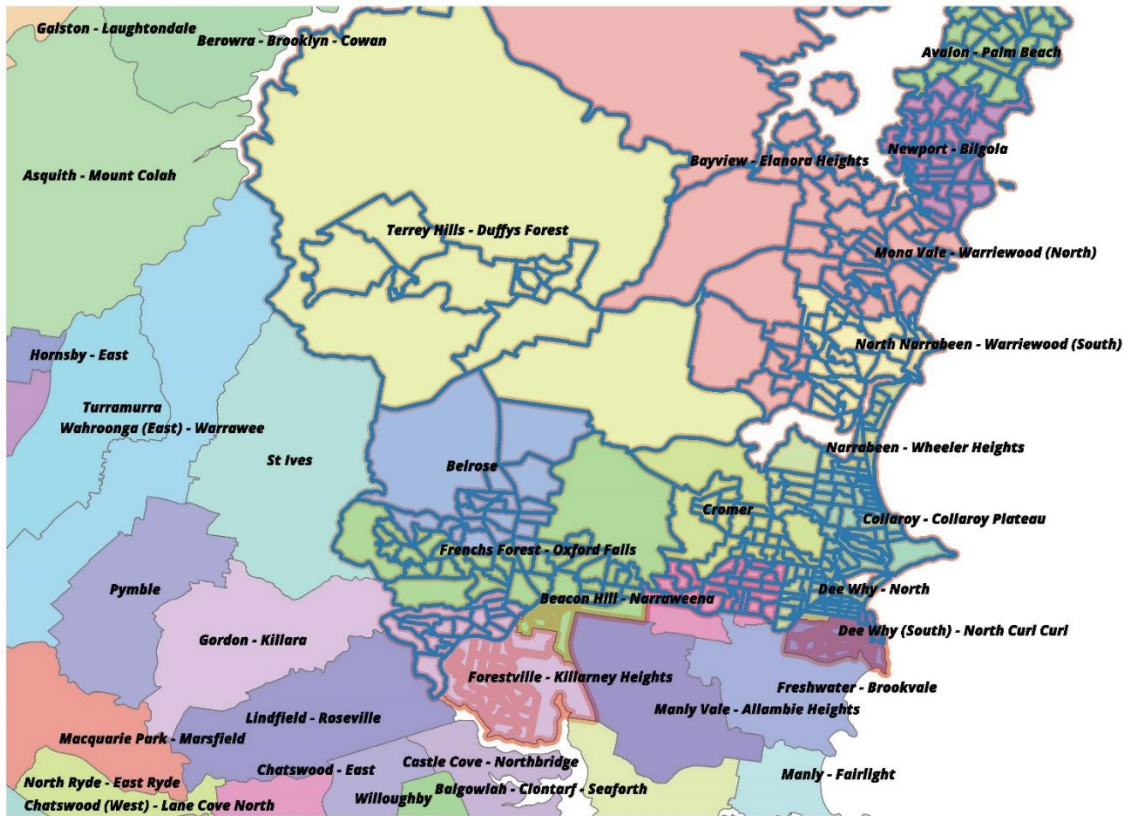 Galston - Laughtondale
Berowra - Brooklyn - Cowan
Avalon - Palm Beach
Newport - Bilgola
Bayview - Elanora Heights
Asquith - Mount Colah
Terrey Hills - Duffys Forest
Mona Vale - Warriewood (North)
North Narrabeen - Warriewood (South)
Hornsby - East
Turramurra
Wahroonga (East) - Warrawee
St Ives
Narrabeen - Wheeler Heights
Belrose
Cromer
Collaroy - Collaroy Plateau
Frenchs Forest - Oxford Falls
Pymble
Beacon Hill - Narraweena
Dee Why - North
Gordon - Killara
Dee Why (South) - North Curl Curl
Forestville - Killarney Heights
Freshwater - Brookvale
Manly Vale - Allambie Heights
Lindfield - Roseville
Macquarie Park - Marsfield
Castle Cove - Northbridge
Chatswood - East
Manly - Fairlight
North Ryde - East Ryde
Balgowlah - Clontarf - Seaforth
Willoughby
Chatswood (West) - Lane Cove North